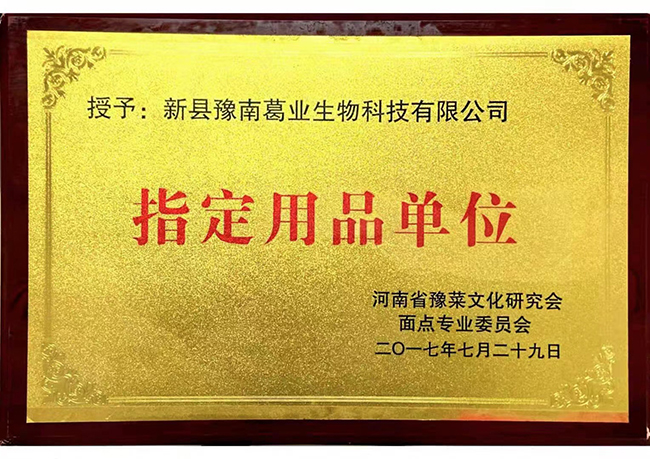 授予：新县豫南葛业生物科技有限公司
指定用品单位
河南省豫菜文化研究会
面点专业委员会
二〇一七年七月二十九日